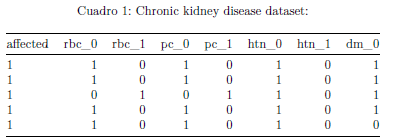 Cuadro 1: Chronic kidney disease dataset:
affected rbc_0 rbc_1 pc_0 pc_1 htn_0 htn_1 dm_0
1 1 0 1 0 1 0 1
1 1 0 1 0 1 0 1
1 0 1 0 1 1 0 1
1 1 0 1 0 1 0 1
1 1 0 1 0 1 0 0